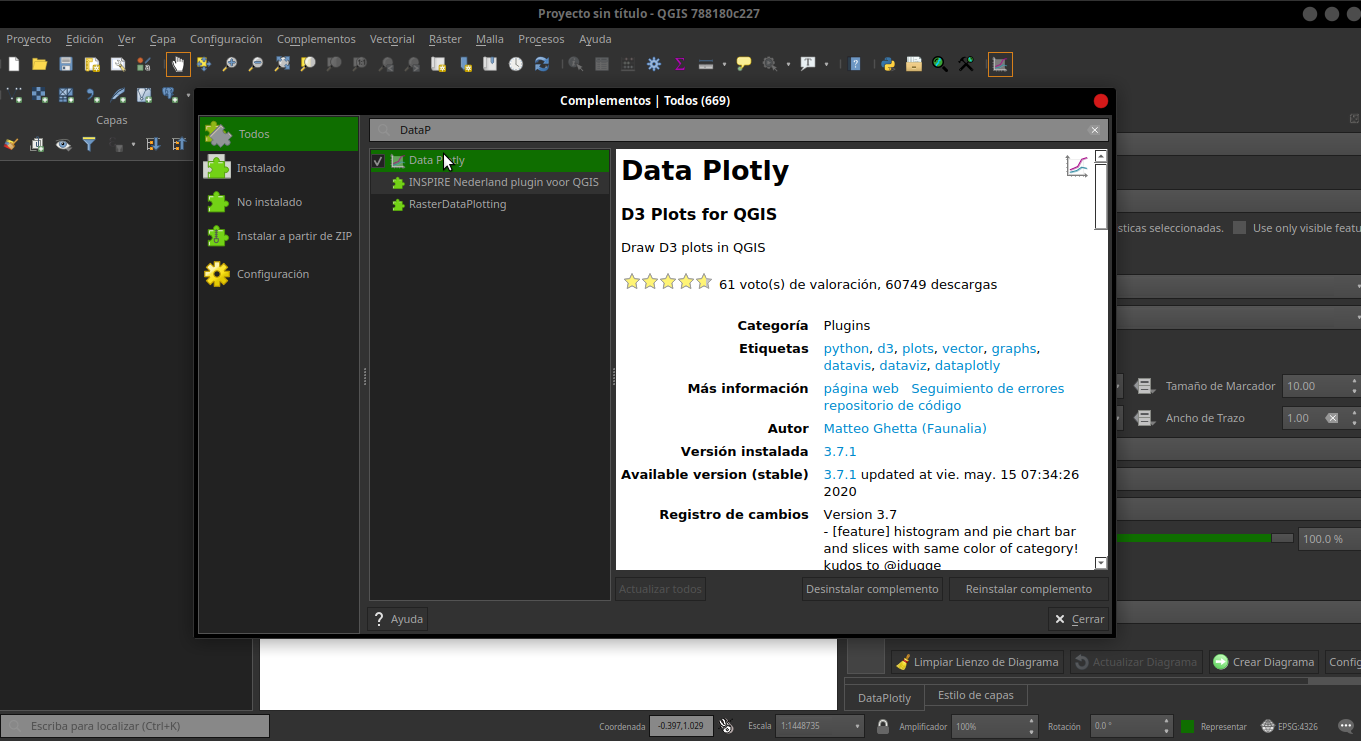 Proyecto sin título - QGIS 788180c227
Proyecto Edición Ver Capa Configuración Complementos Vectorial Ráster Malla Procesos Ayuda
Capas
Complementos | Todos (669)
Todos
Instalado
No instalado
Instalar a partir de ZIP
Configuración
DataP
Data Plotly
INSPIRE Nederland plugin voor QGIS
RasterDataPlotting
Data Plotly
D3 Plots for QGIS
Draw D3 plots in QGIS
61 voto(s) de valoración, 60749 descargas
Categoría Plugins
Etiquetas python, d3, plots, vector, graphs,
datavis, dataviz, dataplotly
Más información página web Seguimiento de errores
repositorio de código
Autor Matteo Ghetta (Faunalia)
Versión instalada 3.7.1
Available version (stable) 3.7.1 updated at vie. may. 15 07:34:26
2020
Registro de cambios Version 3.7
- [feature] histogram and pie chart bar
and slices with same color of category!
kudos to @jdugge
Actualizar todos Desinstalar complemento Reinstalar complemento
? Ayuda Cerrar
sticas seleccionadas. Use only visible featu
Tamaño de Marcador 10.00
Ancho de Trazo 1.00
100.0 %
Limpiar Lienzo de Diagrama Actualizar Diagrama Crear Diagrama Config
DataPlotly Estilo de capas
Escriba para localizar (Ctrl+K) Coordenada -0.397,1.029 Escala 1:1448735 Amplificador 100% Rotación 0.0 ° Representar EPSG:4326